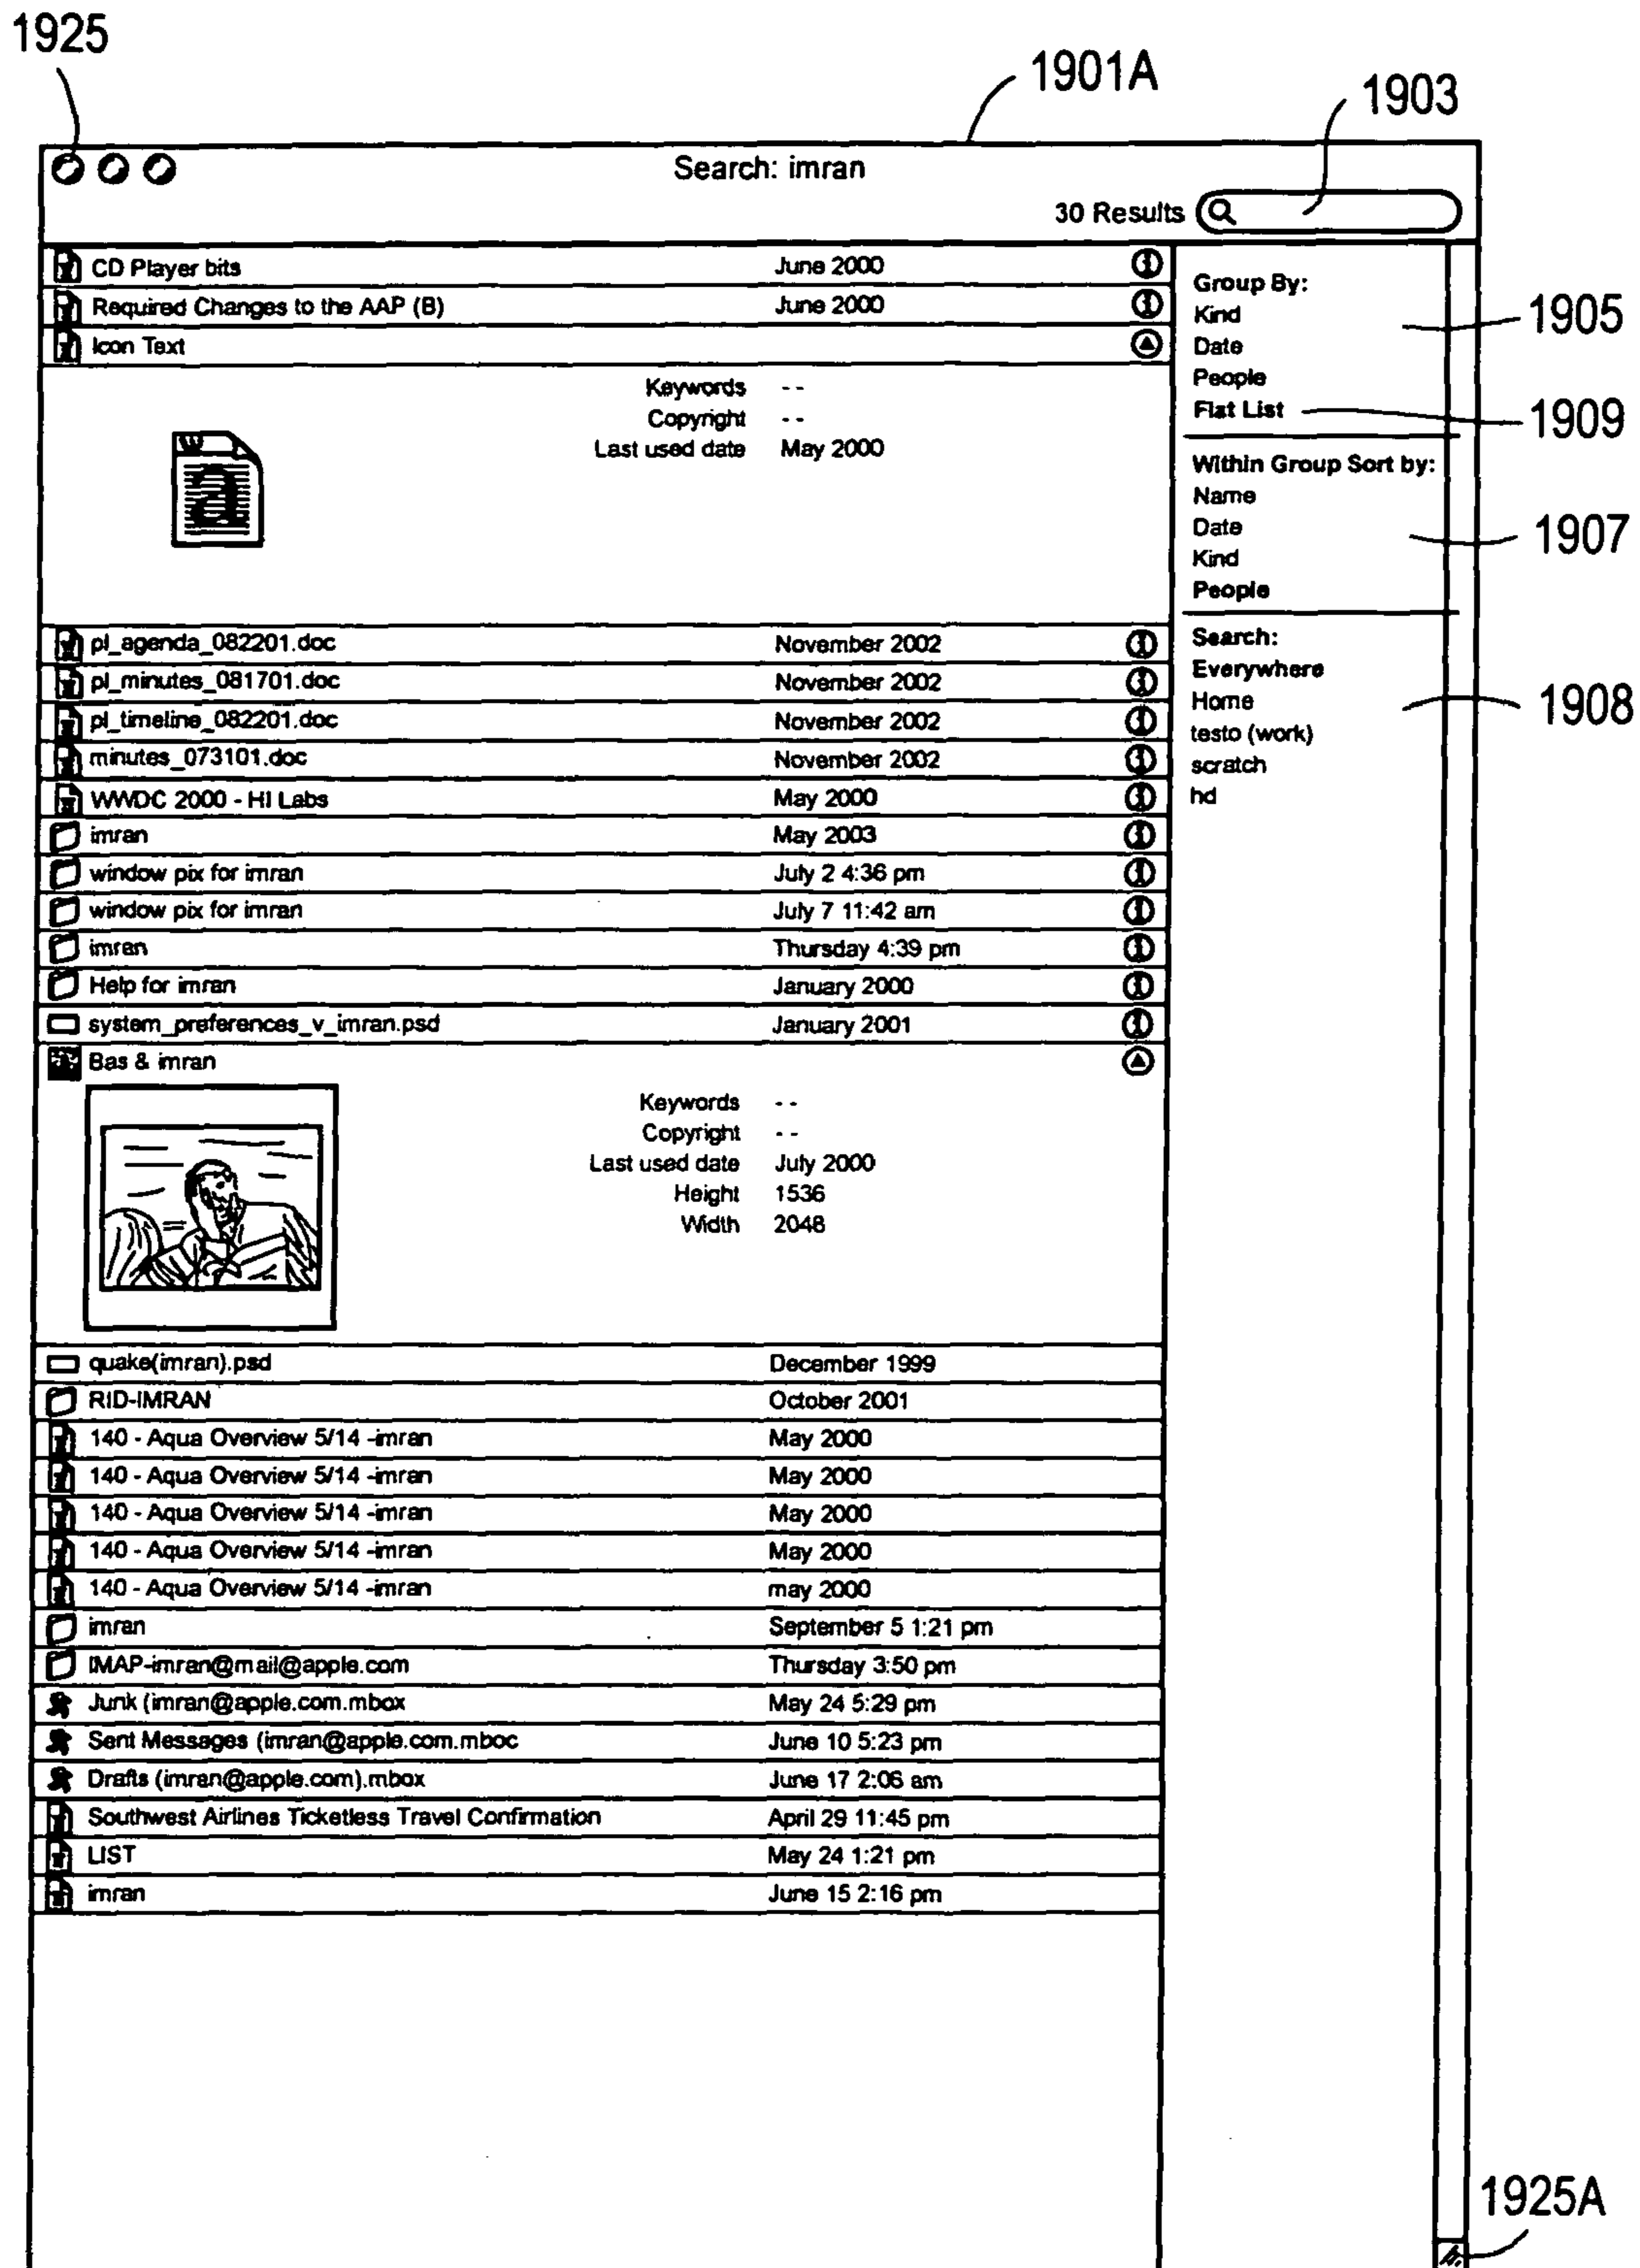 1925
1901A
1903
Search: imran
30 Results
CD Player bits June 2000
Required Changes to the AAP (B) June 2000
Icon Text
Keywords - -
Copyright - -
Last used date May 2000
a
pl_agenda_082201.doc November 2002
pl_minutes_081701.doc November 2002
pl_timeline_082201.doc November 2002
minutes_073101.doc November 2002
WWDC 2000 - HI Labs May 2000
imran May 2003
window pix for imran July 2 4:36 pm
window pix for imran July 7 11:42 am
imran Thursday 4:39 pm
Help for imran January 2000
system_preferences_v_imran.psd January 2001
Bas & imran
Keywords - -
Copyright - -
Last used date July 2000
Height 1536
Width 2048
quake(imran).psd December 1999
RID-IMRAN October 2001
140 - Aqua Overview 5/14 -imran May 2000
140 - Aqua Overview 5/14 -imran May 2000
140 - Aqua Overview 5/14 -imran May 2000
140 - Aqua Overview 5/14 -imran May 2000
140 - Aqua Overview 5/14 -imran may 2000
imran September 5 1:21 pm
IMAP-imran@mail@apple.com Thursday 3:50 pm
Junk (imran@apple.com.mbox May 24 5:29 pm
Sent Messages (imran@apple.com.mboc June 10 5:23 pm
Drafts (imran@apple.com).mbox June 17 2:06 am
Southwest Airlines Ticketless Travel Confirmation April 29 11:45 pm
LIST May 24 1:21 pm
imran June 15 2:16 pm
Group By:
Kind
Date
People
Flat List
1905
1909
Within Group Sort by:
Name
Date
Kind
People
1907
Search:
Everywhere
Home
testo (work)
scratch
hd
1908
1925A